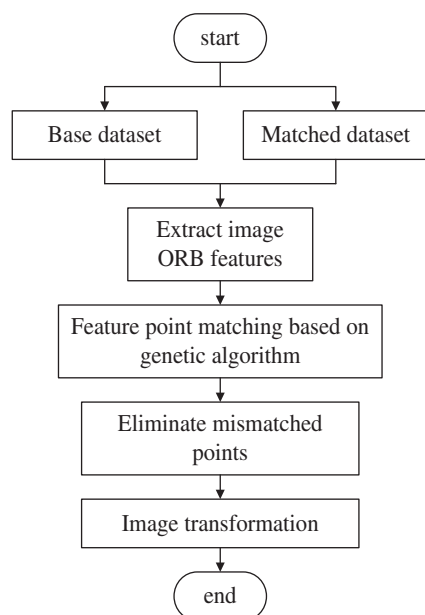 start
Base dataset
Matched dataset
Extract image
ORB features
Feature point matching based on
genetic algorithm
Eliminate mismatched
points
Image transformation
end